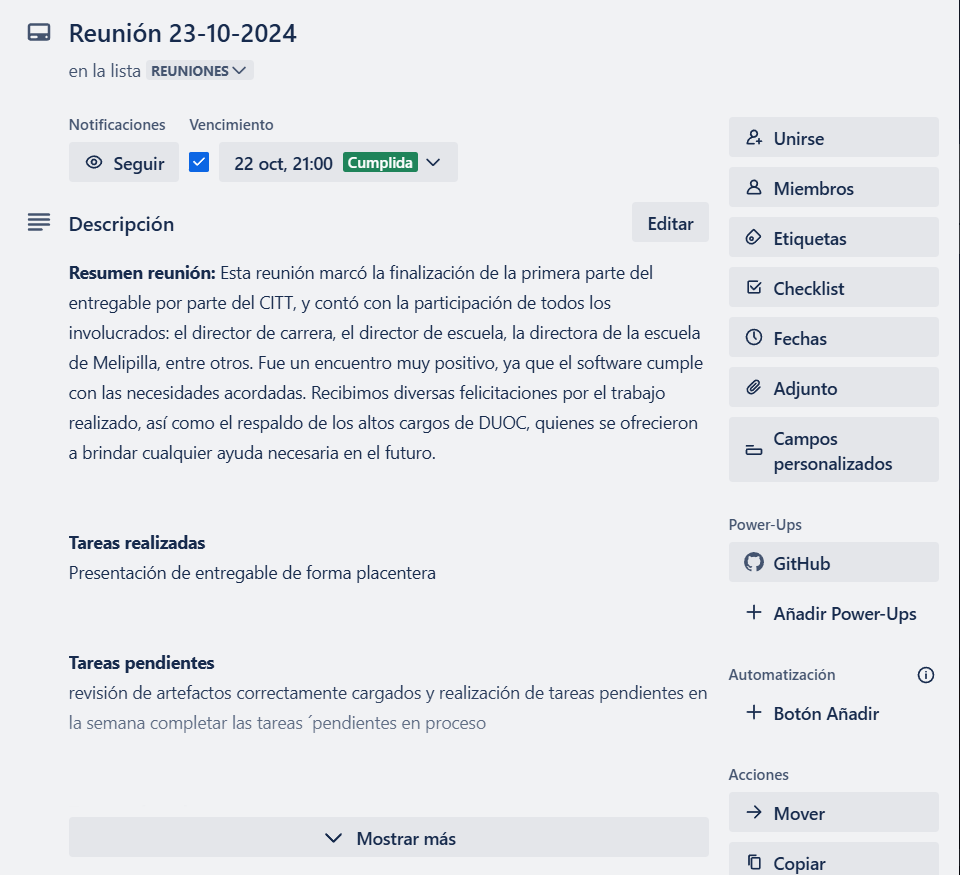 Reunión 23-10-2024
en la lista REUNIONES
Notificaciones
Vencimiento
Seguir
22 oct, 21:00 Cumplida
Descripción
Editar
Resumen reunión: Esta reunión marcó la finalización de la primera parte del
entregable por parte del CITT, y contó con la participación de todos los
involucrados: el director de carrera, el director de escuela, la directora de la escuela
de Melipilla, entre otros. Fue un encuentro muy positivo, ya que el software cumple
con las necesidades acordadas. Recibimos diversas felicitaciones por el trabajo
realizado, así como el respaldo de los altos cargos de DUOC, quienes se ofrecieron
a brindar cualquier ayuda necesaria en el futuro.
Tareas realizadas
Presentación de entregable de forma placentera
Tareas pendientes
revisión de artefactos correctamente cargados y realización de tareas pendientes en
la semana completar las tareas ´pendientes en proceso
Mostrar más
Unirse
Miembros
Etiquetas
Checklist
Fechas
Adjunto
Campos
personalizados
Power-Ups
GitHub
Añadir Power-Ups
Automatización
Botón Añadir
Acciones
Mover
Copiar